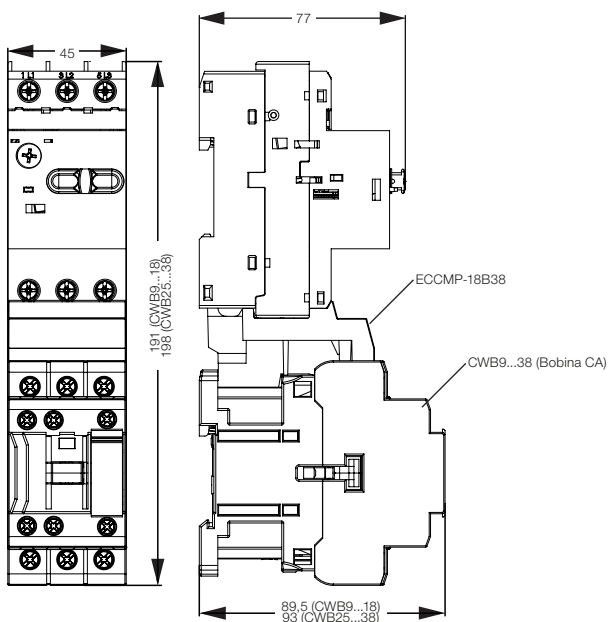 77
45
1 L1 3 L2 5 L3
191 (CWB9...18)
198 (CWB25...38)
ECCMP-18B38
CWB9...38 (Bobina CA)
89,5 (CWB9...18)
93 (CWB25...38)